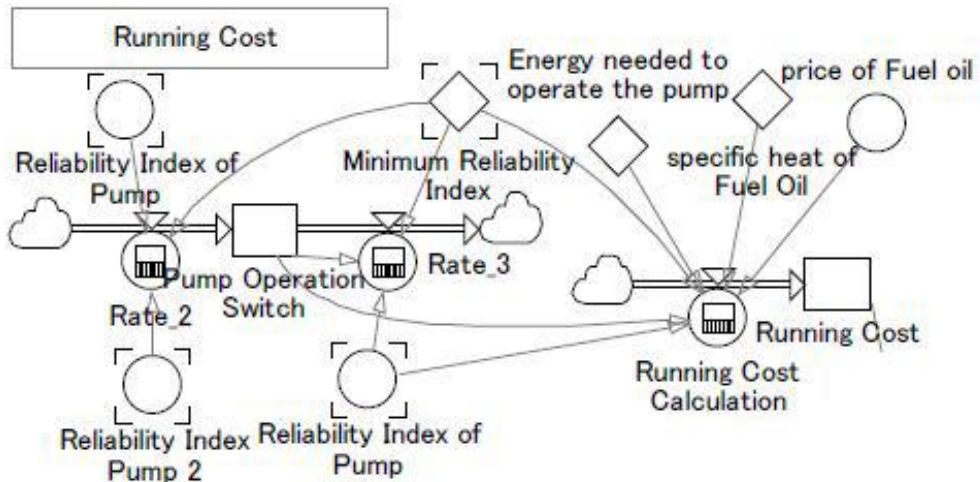 Running Cost
Energy needed to
operate the pump
price of Fuel oil
Reliability Index of
Pump
Minimum Reliability
Index
specific heat of
Fuel Oil
Rate_2
Pump Operation
Switch
Rate_3
Running Cost
Running Cost
Calculation
Reliability Index
Pump 2
Reliability Index of
Pump